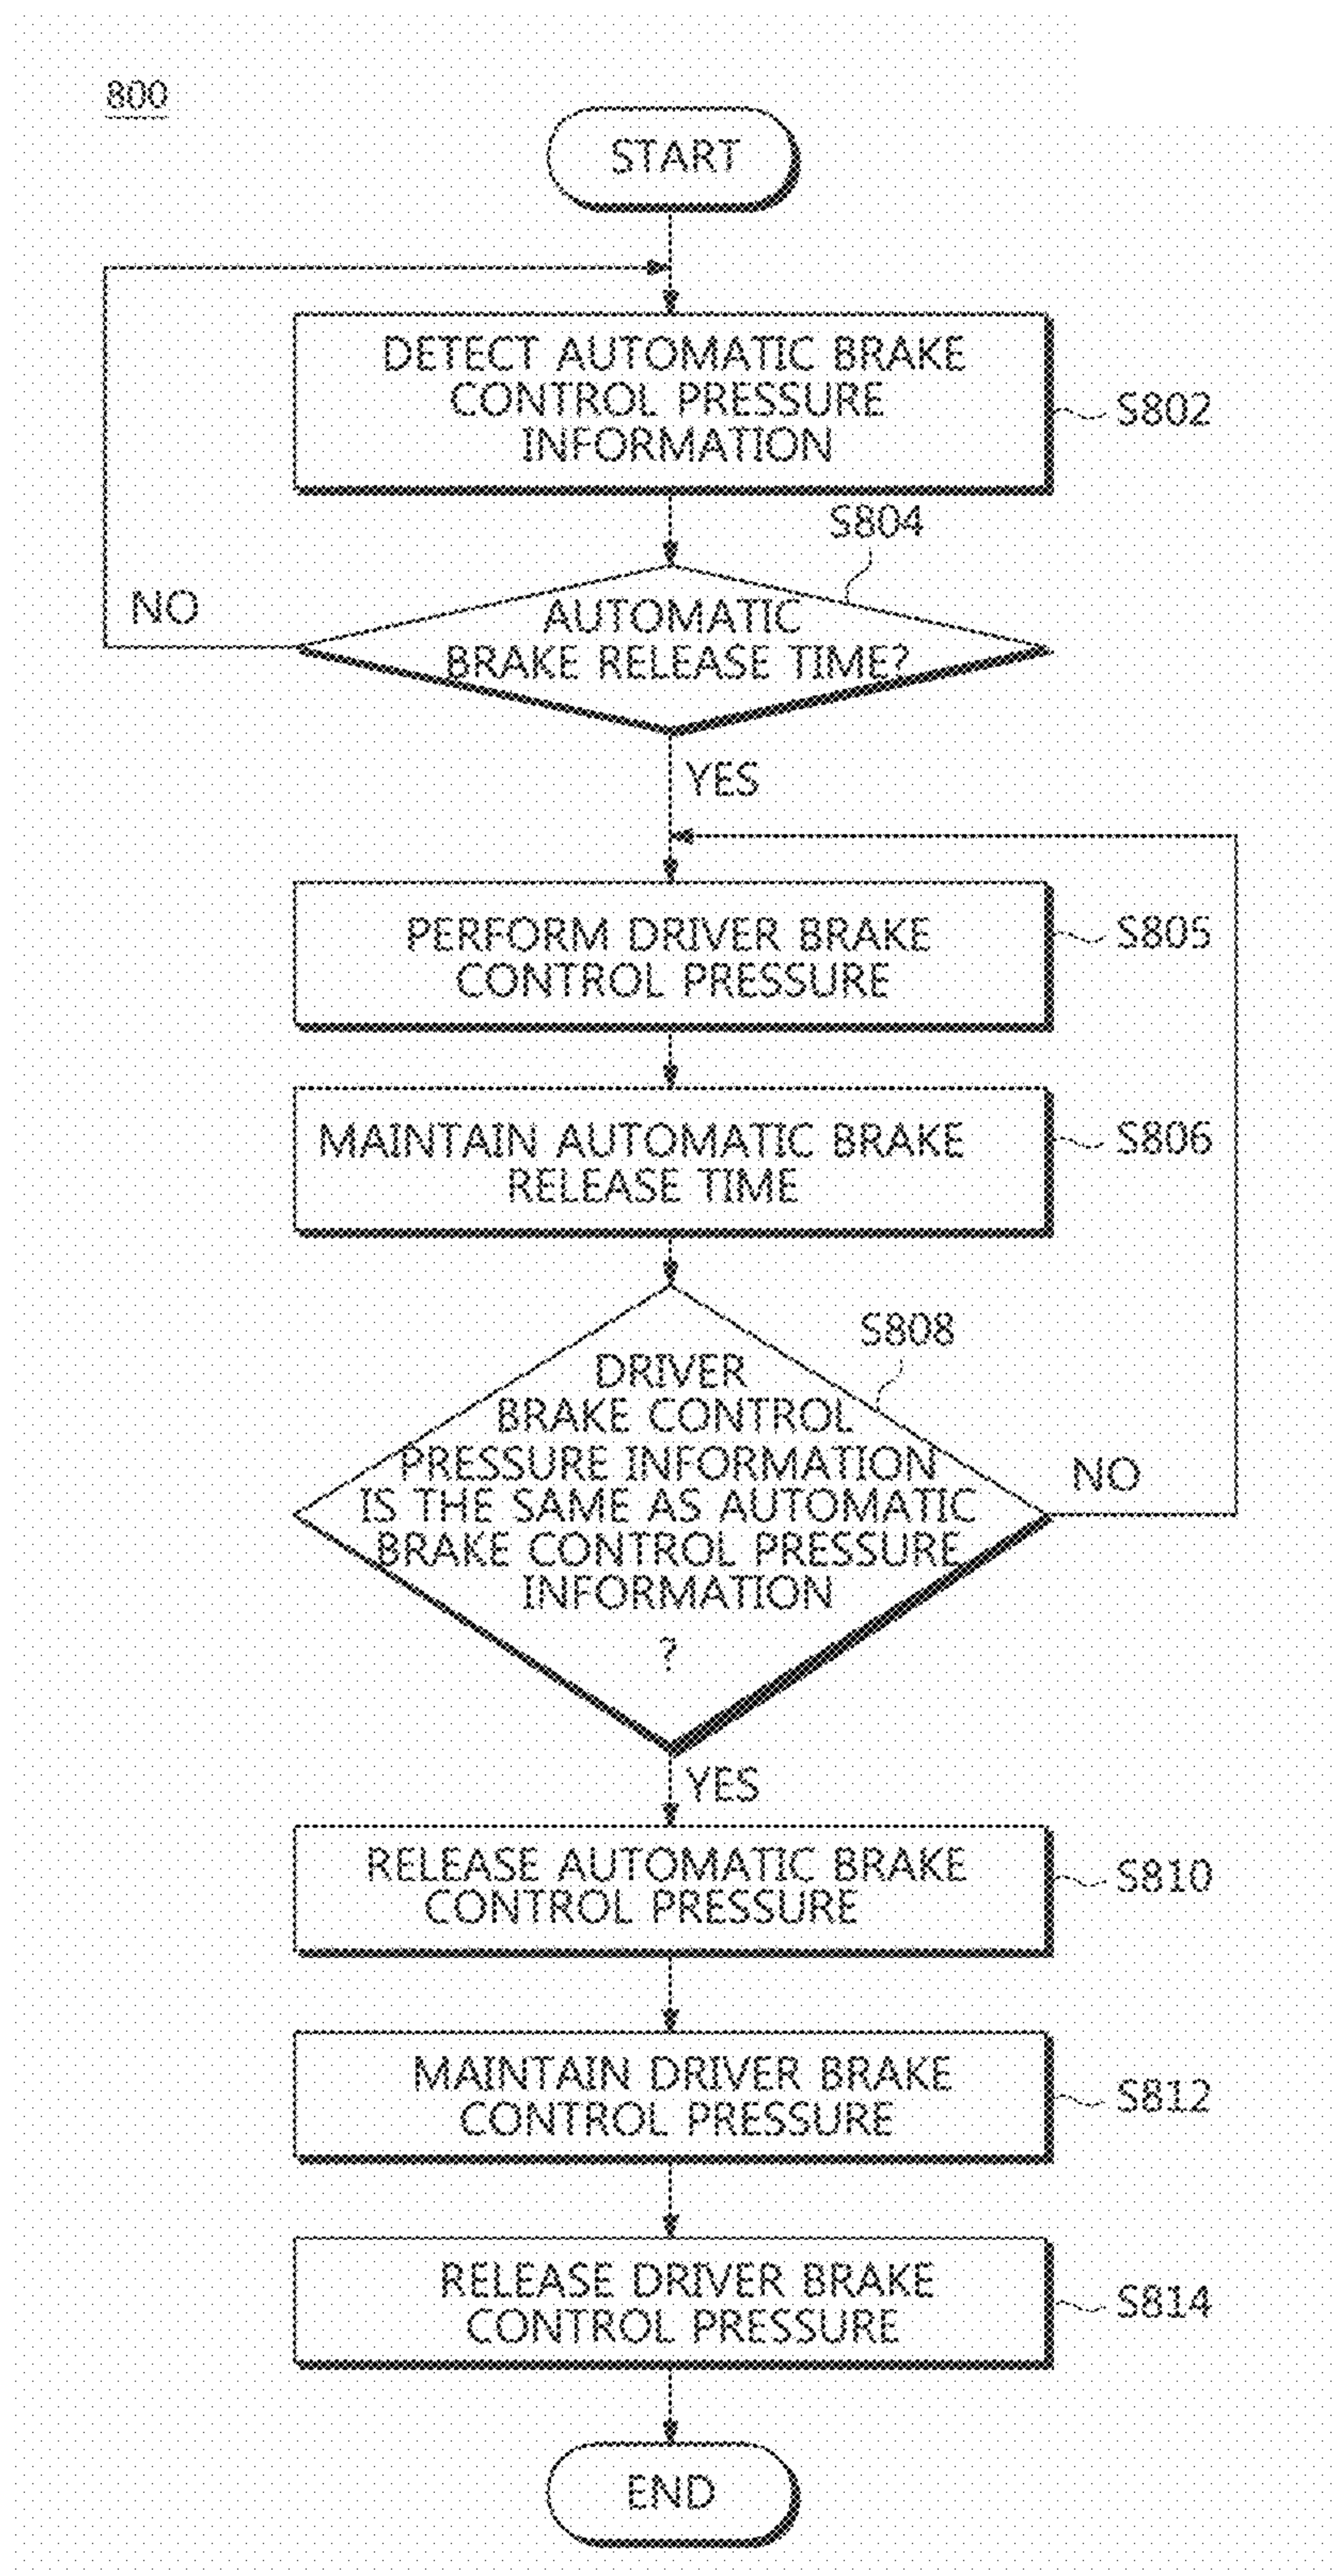 800
START
DETECT AUTOMATIC BRAKE
CONTROL PRESSURE
INFORMATION
S802
S804
AUTOMATIC
BRAKE RELEASE TIME?
NO
YES
PERFORM DRIVER BRAKE
CONTROL PRESSURE
S805
MAINTAIN AUTOMATIC BRAKE
RELEASE TIME
S806
S808
DRIVER
BRAKE CONTROL
PRESSURE INFORMATION
IS THE SAME AS AUTOMATIC
BRAKE CONTROL PRESSURE
INFORMATION
?
NO
YES
RELEASE AUTOMATIC BRAKE
CONTROL PRESSURE
S810
MAINTAIN DRIVER BRAKE
CONTROL PRESSURE
S812
RELEASE DRIVER BRAKE
CONTROL PRESSURE
S814
END